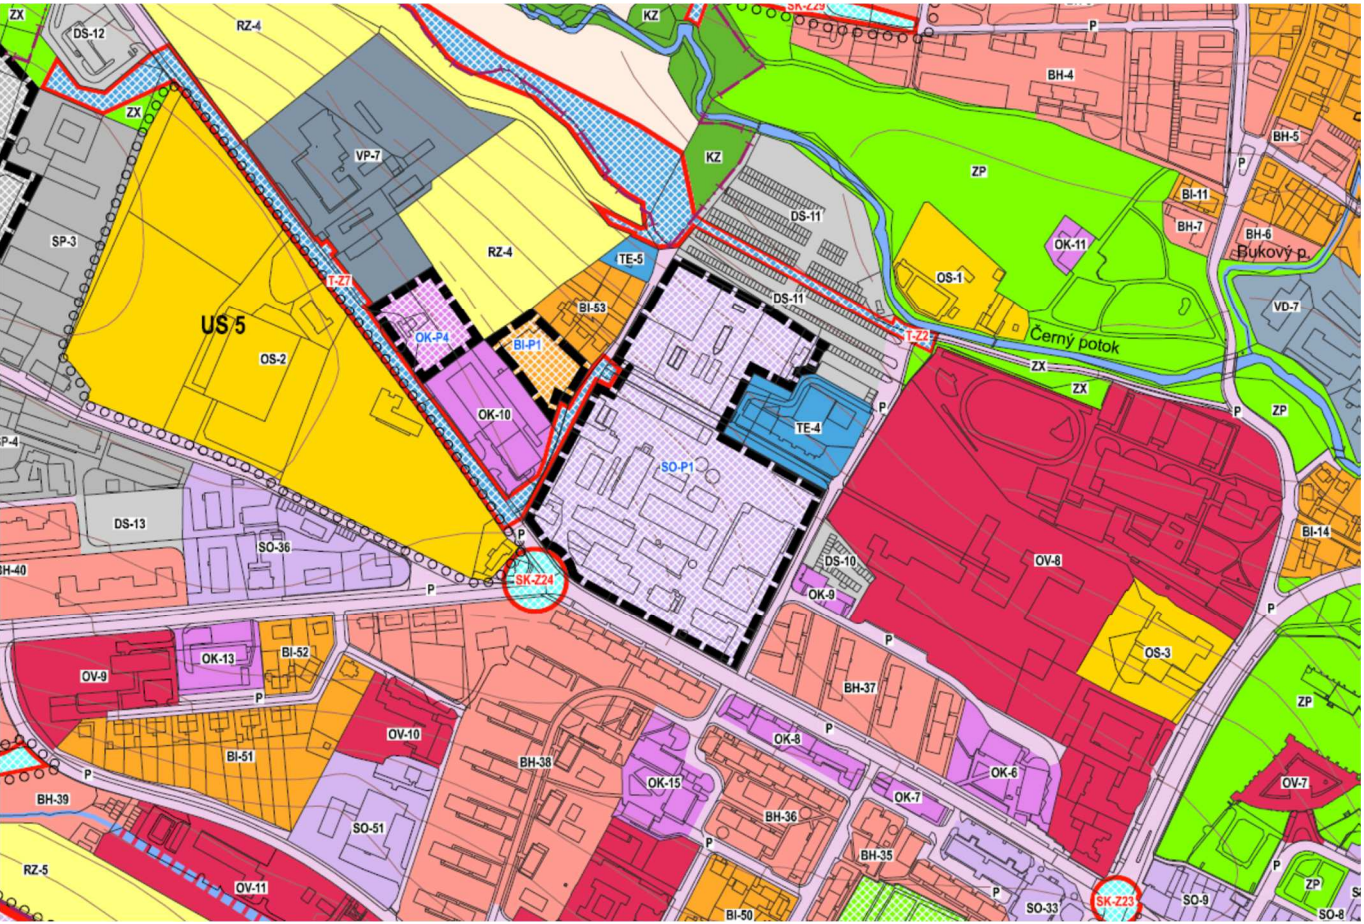 ZX
DS-12
RZ-4
KZ
SK-Z29
P
BH-4
ZX
VP-7
KZ
ZP
BH-5
P
BI-11
BH-7
BH-6
Bukový p.
DS-11
OK-11
SP-3
RZ-4
TE-5
OS-1
T-Z7
DS-11
VD-7
BI-53
US 5
OK-P4
BI-P1
T-Z2
Černý potok
OS-2
ZX
ZX
OK-10
P
P
ZP
TE-4
P-4
SO-P1
DS-13
P
BI-14
SO-36
OV-8
DS-10
BH-40
SK-Z24
P
OK-9
P
P
OS-3
OK-13
BI-52
OV-9
BH-37
P
ZP
OV-10
P
OK-8
BI-51
BH-38
P
OK-6
OK-15
OV-7
BH-39
OK-7
SO-51
BH-36
P
BH-35
RZ-5
P
ZP
OV-11
P
SK-Z23
SO-9
BI-50
SO-33
SO-8